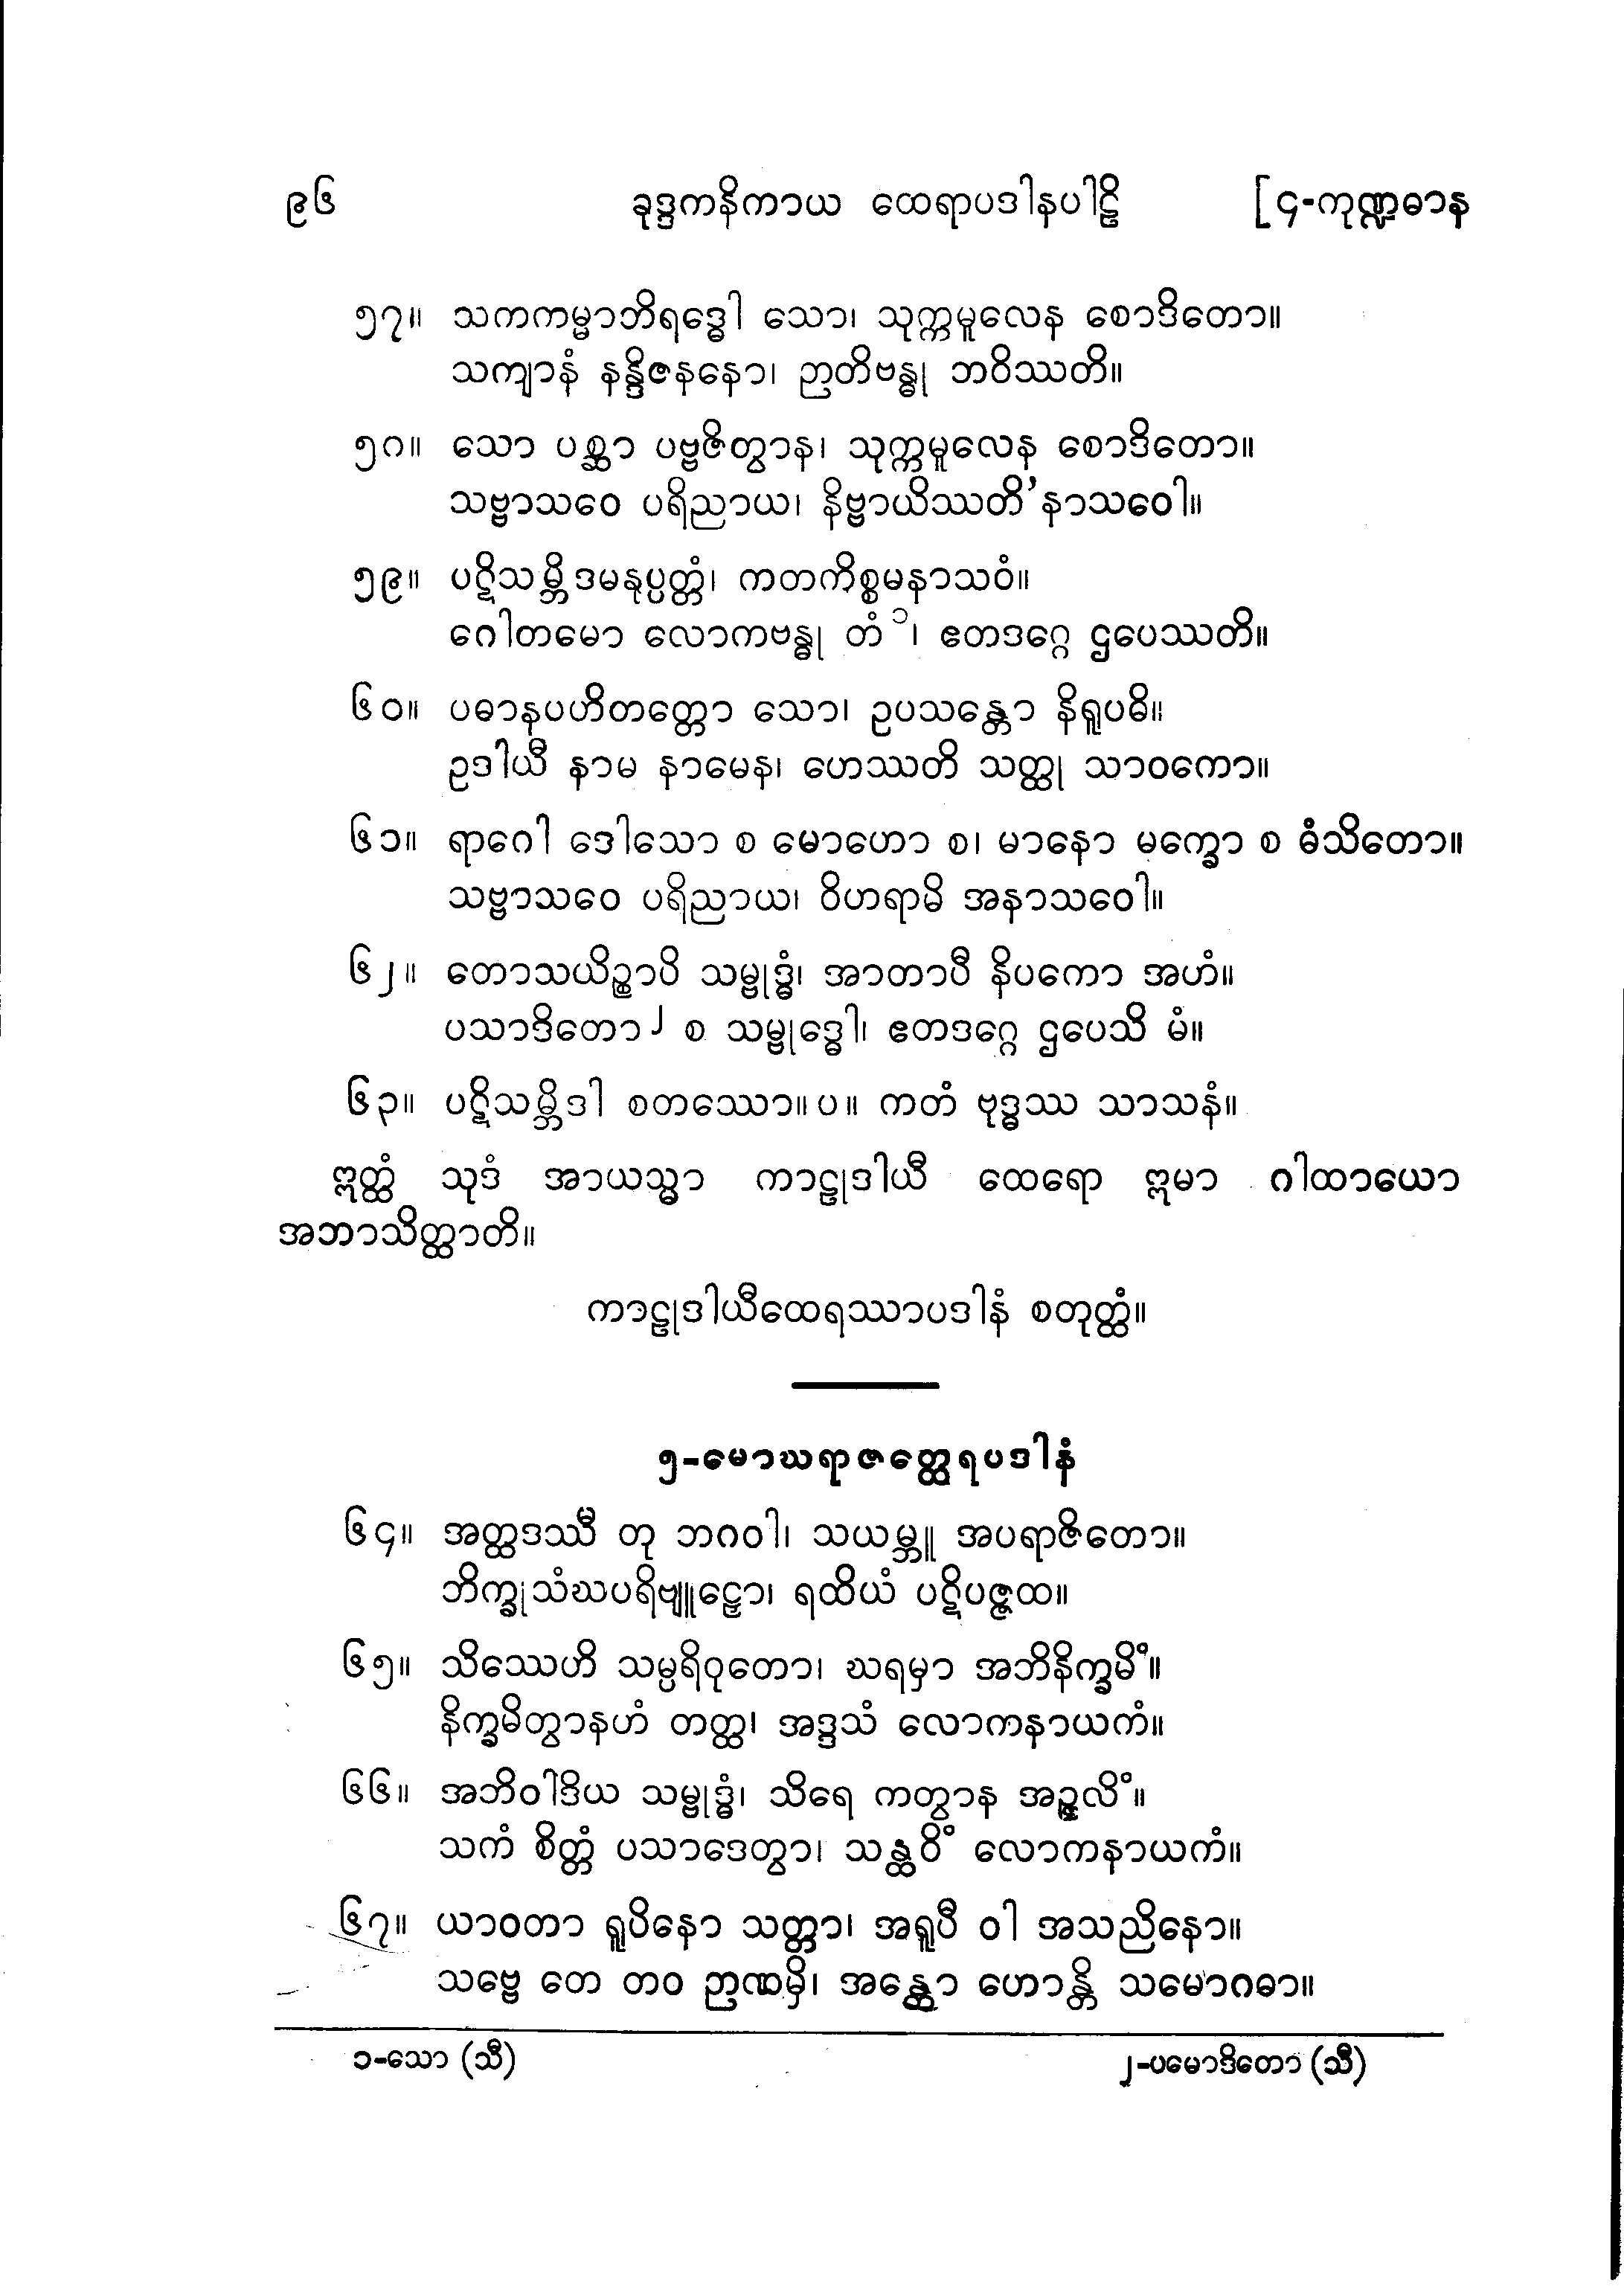 ၉၆ ခုဒ္ဒကနိကာယ ထေရာပဒါနပါဠိ [၄-ကုဏ္ဍဓာန
၅၇။ သကကမ္မာဘိရဒ္ဓေါ သော၊ သုက္ကမူလေန စောဒိတော။
သကျာနံ နန္ဒိဇနနော၊ ဉာတိဗန္ဓု ဘဝိဿတိ။
၅၈။ သော ပစ္ဆာ ပဗ္ဗဇိတွာန၊ သုက္ကမူလေန စောဒိတော။
သဗ္ဗာသဝေ ပရိညာယ၊ နိဗ္ဗာယိဿတိ’နာသဝေါ။
၅၉။ ပဋိသမ္ဘိဒမနုပ္ပတ္တံ၊ ကတကိစ္စမနာသဝံ။
ဂေါတမော လောကဗန္ဓု တံ ၁၊ ဧတဒဂ္ဂေ ဌပေဿတိ။
၆၀။ ပဓာနပဟိတတ္တော သော၊ ဥပသန္တော နိရူပဓိ။
ဥဒါယီ နာမ နာမေန၊ ဟေဿတိ သတ္ထု သာဝကော။
၆၁။ ရာဂေါ ဒေါသော စ မောဟော စ၊ မာနော မက္ခော စ ဓံသိတော။
သဗ္ဗာသဝေ ပရိညာယ၊ ဝိဟရာမိ အနာသဝေါ။
၆၂။ တောသယိဉ္စာပိ သမ္ဗုဒ္ဓံ၊ အာတာပီ နိပကော အဟံ။
ပသာဒိတော ၂ စ သမ္ဗုဒ္ဓေါ၊ ဧတဒဂ္ဂေ ဌပေသိ မံ။
၆၃။ ပဋိသမ္ဘိဒါ စတဿော။ပ။ ကတံ ဗုဒ္ဓဿ သာသနံ။
ဣတ္ထံ သုဒံ အာယသ္မာ ကာဠုဒါယီ ထေရော ဣမာ ဂါထာယော
အဘာသိတ္ထာတိ။
ကာဠုဒါယီထေရဿာပဒါနံ စတုတ္ထံ။
၅-မောဃရာဇတ္ထေရပဒါနံ
၆၄။ အတ္ထဒဿီ တု ဘဂဝါ၊ သယမ္ဘူ အပရာဇိတော။
ဘိက္ခုသံဃပရိဗျူဠှော၊ ရထိယံ ပဋိပဇ္ဇထ။
၆၅။ သိဿေဟိ သမ္ပရိဝုတော၊ ဃရမှာ အဘိနိက္ခမိံ။
နိက္ခမိတွာနဟံ တတ္ထ၊ အဒ္ဒသံ လောကနာယကံ။
၆၆။ အဘိဝါဒိယ သမ္ဗုဒ္ဓံ၊ သိရေ ကတွာန အဉ္ဇလိံ။
သကံ စိတ္တံ ပသာဒေတွာ၊ သန္ထဝိံ လောကနာယကံ။
၆၇။ ယာဝတာ ရူပိနော သတ္တာ၊ အရူပီ ဝါ အသညိနော။
သဗ္ဗေ တေ တဝ ဉာဏမှိ၊ အန္တော ဟောန္တိ သမောဂဓာ။
၁-သော (သီ) ၂-ပမောဒိတော (သီ)